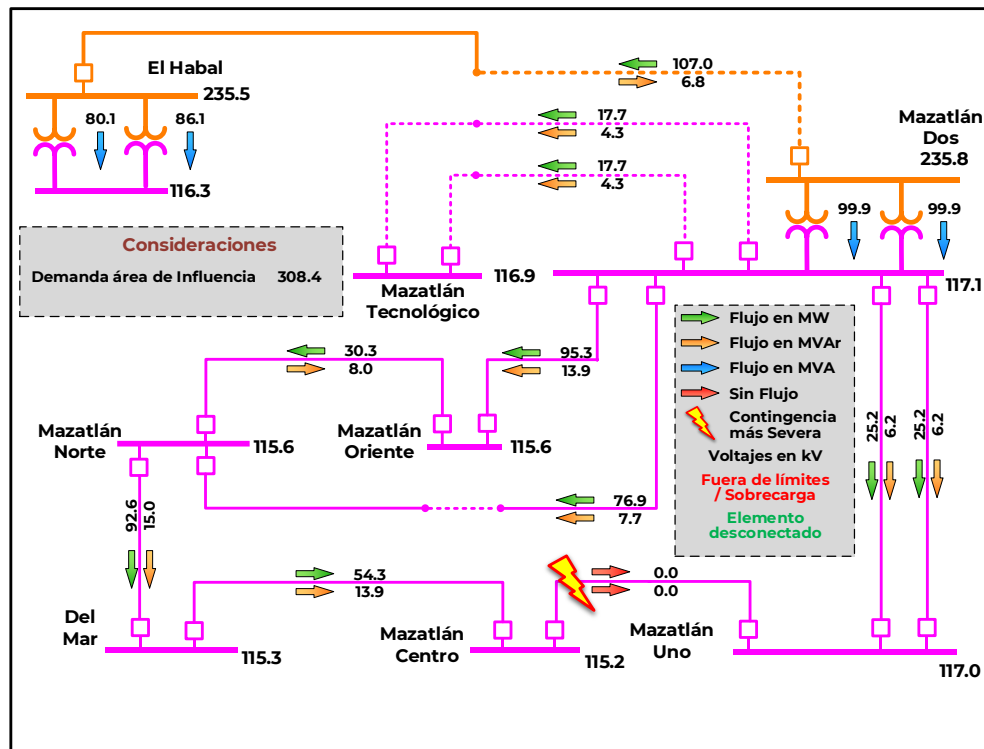 El Habal
235.5
80.1
86.1
116.3
107.0
6.8
17.7
4.3
17.7
4.3
Mazatlán
Dos
235.8
99.9
99.9
117.1
Consideraciones
Demanda área de Influencia 308.4
116.9
Mazatlán
Tecnológico
Flujo en MW
Flujo en MVAr
Flujo en MVA
Sin Flujo
Contingencia
más Severa
Voltajes en kV
Fuera de límites
/ Sobrecarga
Elemento
desconectado
30.3
8.0
95.3
13.9
Mazatlán
Norte
115.6
Mazatlán
Oriente
115.6
25.2
6.2
25.2
6.2
76.9
7.7
92.6
15.0
54.3
13.9
0.0
0.0
Del
Mar
115.3
Mazatlán
Centro
115.2
Mazatlán
Uno
117.0